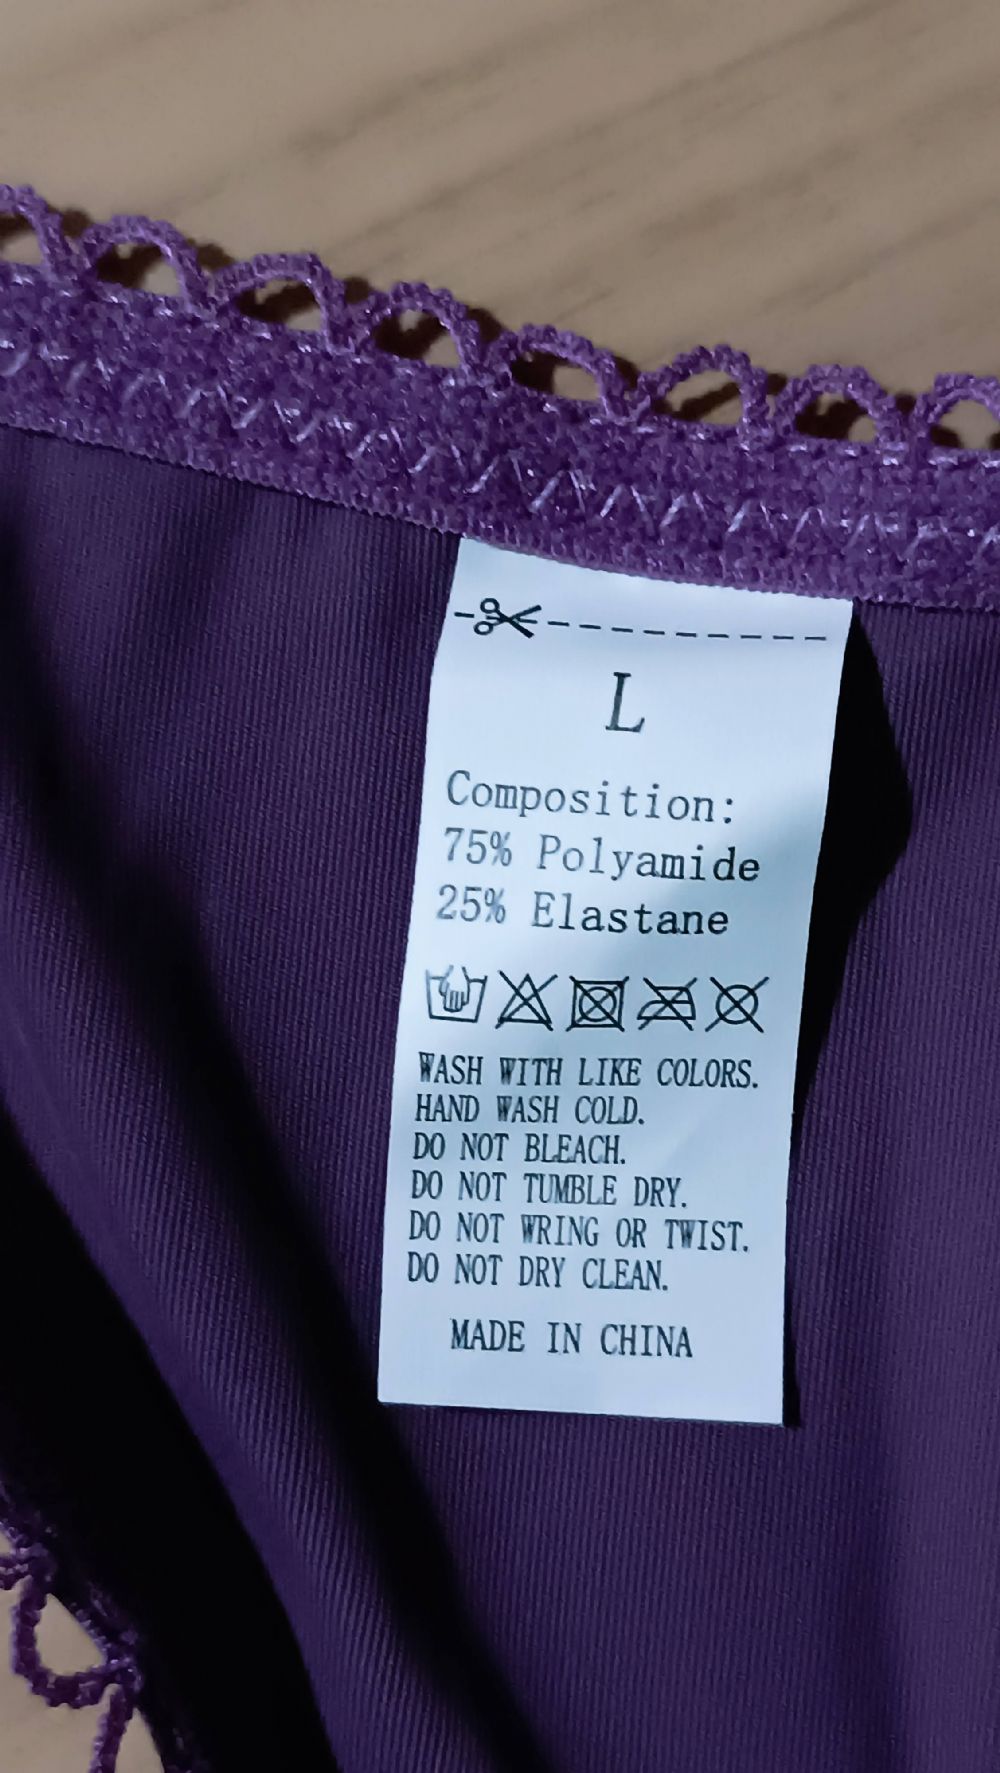 L
Composition:
75% Polyamide
25% Elastane
WASH WITH LIKE COLORS.
HAND WASH COLD.
DO NOT BLEACH.
DO NOT TUMBLE DRY.
DO NOT WRING OR TWIST.
DO NOT DRY CLEAN.
MADE IN CHINA